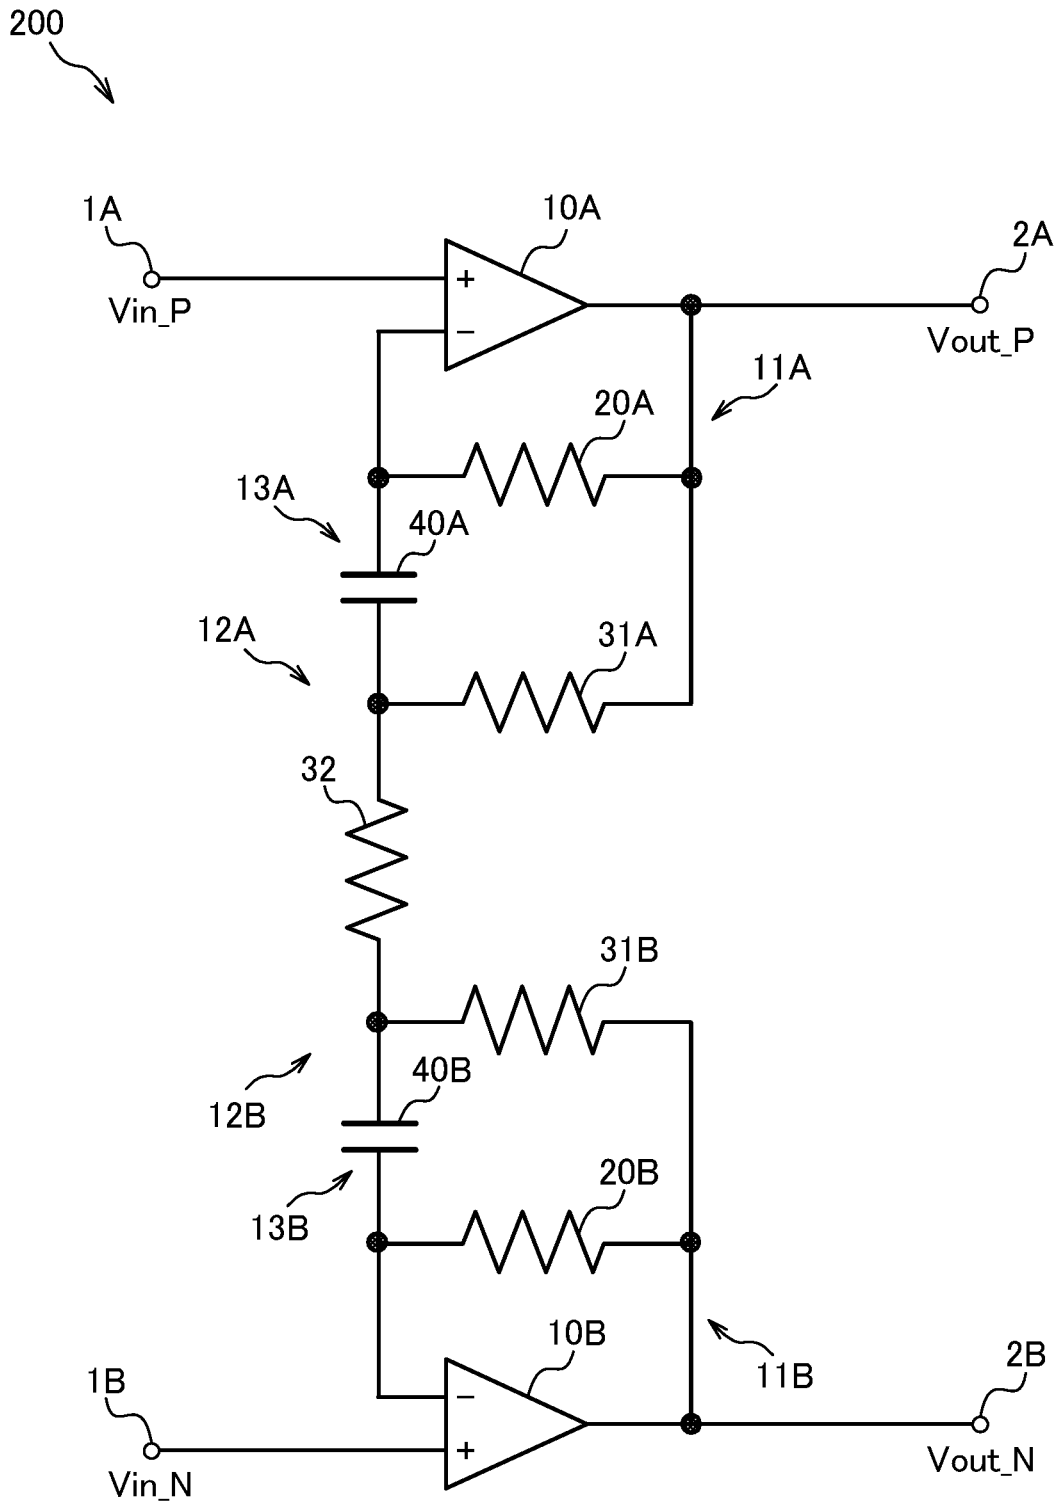 200
1A
10A
2A
+
Vin_P
−
Vout_P
11A
20A
13A
40A
12A
31A
32
31B
40B
12B
20B
13B
10B
2B
11B
1B
−
+
Vout_N
Vin_N